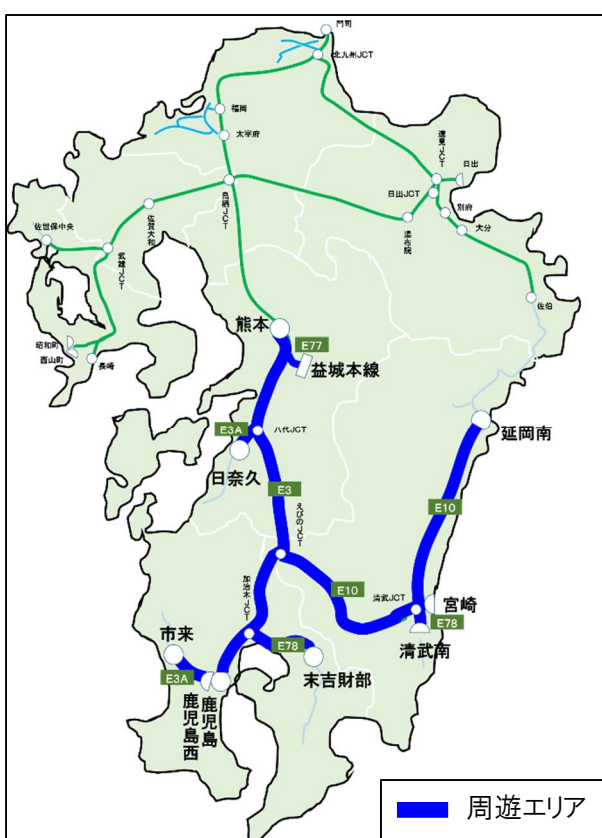 門司
北九州JCT
福岡
太宰府
速見JCT
日出
鳥栖JCT
日出JCT
別府
佐賀大和
大分
湯布院
佐世保中央
武雄JCT
佐伯
昭和町
西山町
長崎
熊本
E77
益城本線
延岡南
E3A
八代JCT
日奈久
E3
E10
えびのJCT
E10
加治木JCT
清武JCT
宮崎
E78
清武南
市来
E78
末吉財部
E3A
鹿児島西
鹿児島
周遊エリア